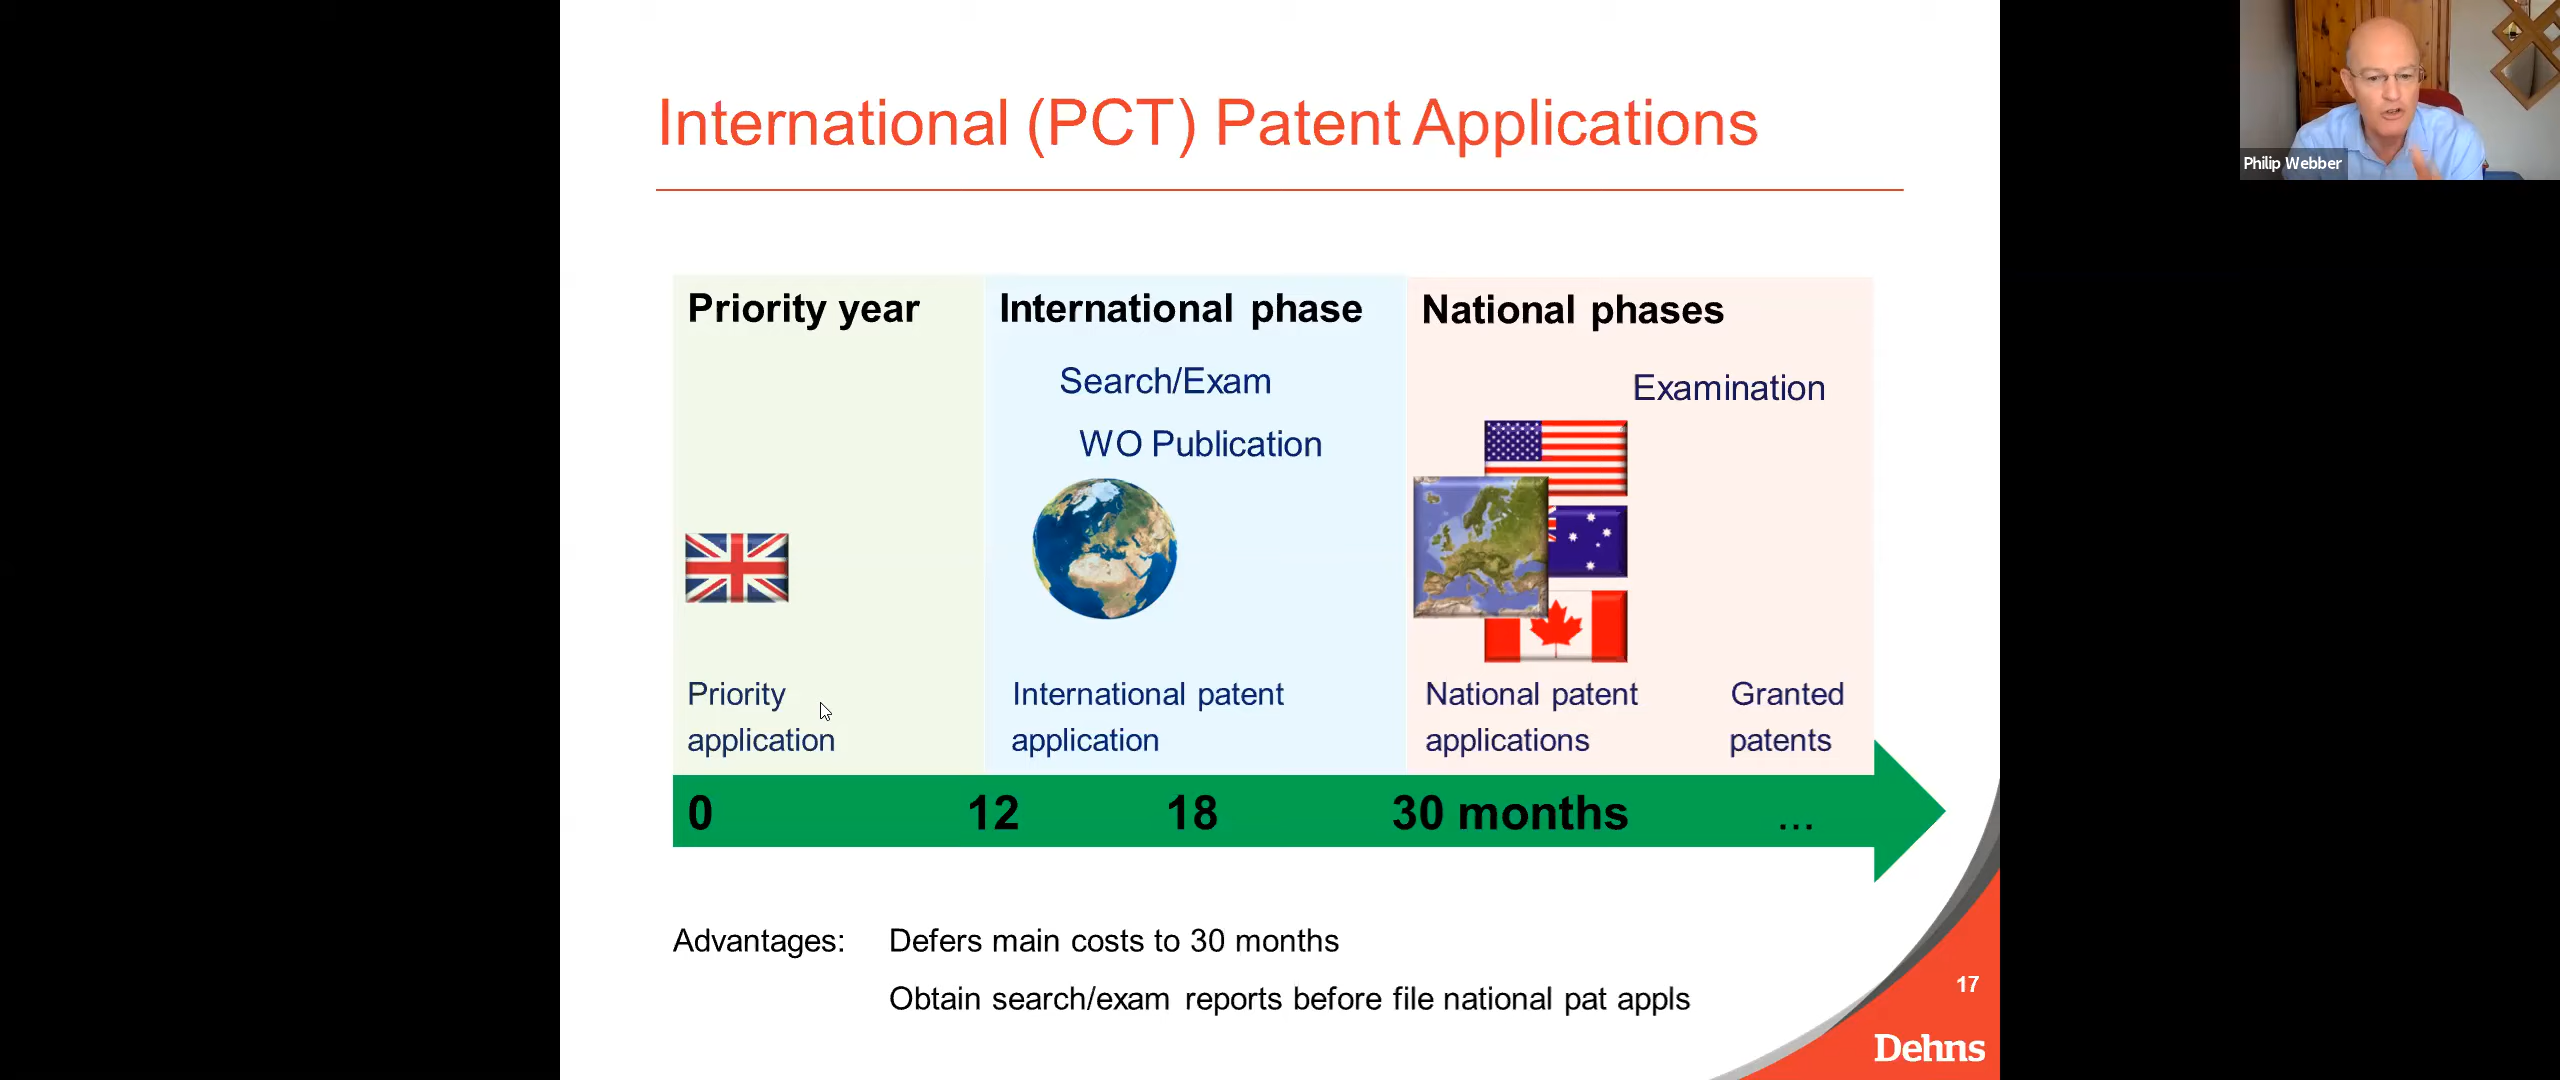 International (PCT) Patent Applications
Philip Webber
Priority year
International phase
National phases
Search/Exam
Examination
WO Publication
Priority
application
International patent
application
National patent
applications
Granted
patents
0 12 18 30 months ...
Advantages: Defers main costs to 30 months
Obtain search/exam reports before file national pat appls
17
Dehns